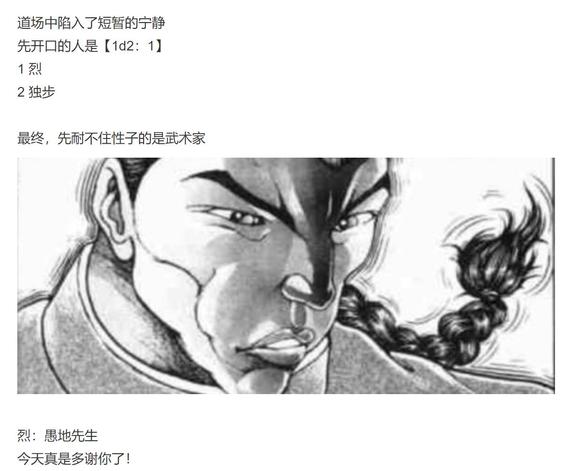 道场中陷入了短暂的宁静
先开口的人是【1d2：1】
1 烈
2 独步
最终，先耐不住性子的是武术家
烈：愚地先生
今天真是多谢你了！